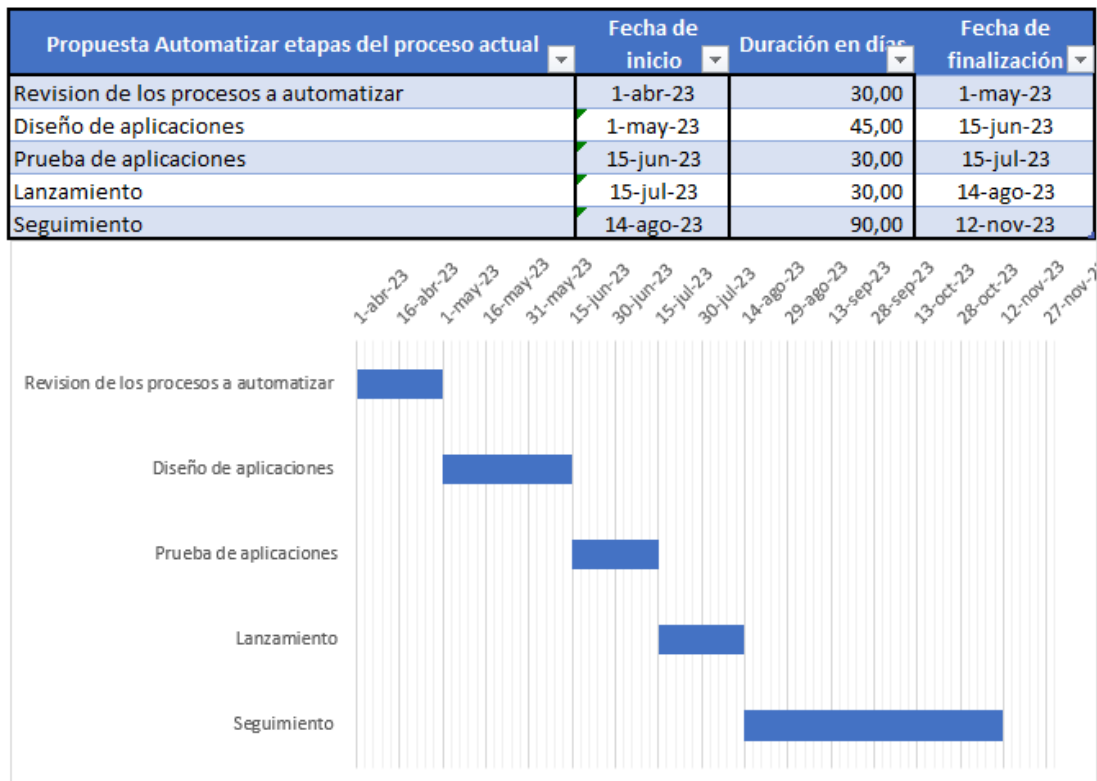 Propuesta Automatizar etapas del proceso actual Fecha de inicio Duración en días Fecha de finalización
Revision de los procesos a automatizar 1-abr-23 30,00 1-may-23
Diseño de aplicaciones 1-may-23 45,00 15-jun-23
Prueba de aplicaciones 15-jun-23 30,00 15-jul-23
Lanzamiento 15-jul-23 30,00 14-ago-23
Seguimiento 14-ago-23 90,00 12-nov-23
1-abr-23 16-abr-23 1-may-23 16-may-23 31-may-23 15-jun-23 30-jun-23 15-jul-23 30-jul-23 14-ago-23 29-ago-23 13-sep-23 28-sep-23 13-oct-23 28-oct-23 12-nov-23 27-nov-2
Revision de los procesos a automatizar
Diseño de aplicaciones
Prueba de aplicaciones
Lanzamiento
Seguimiento